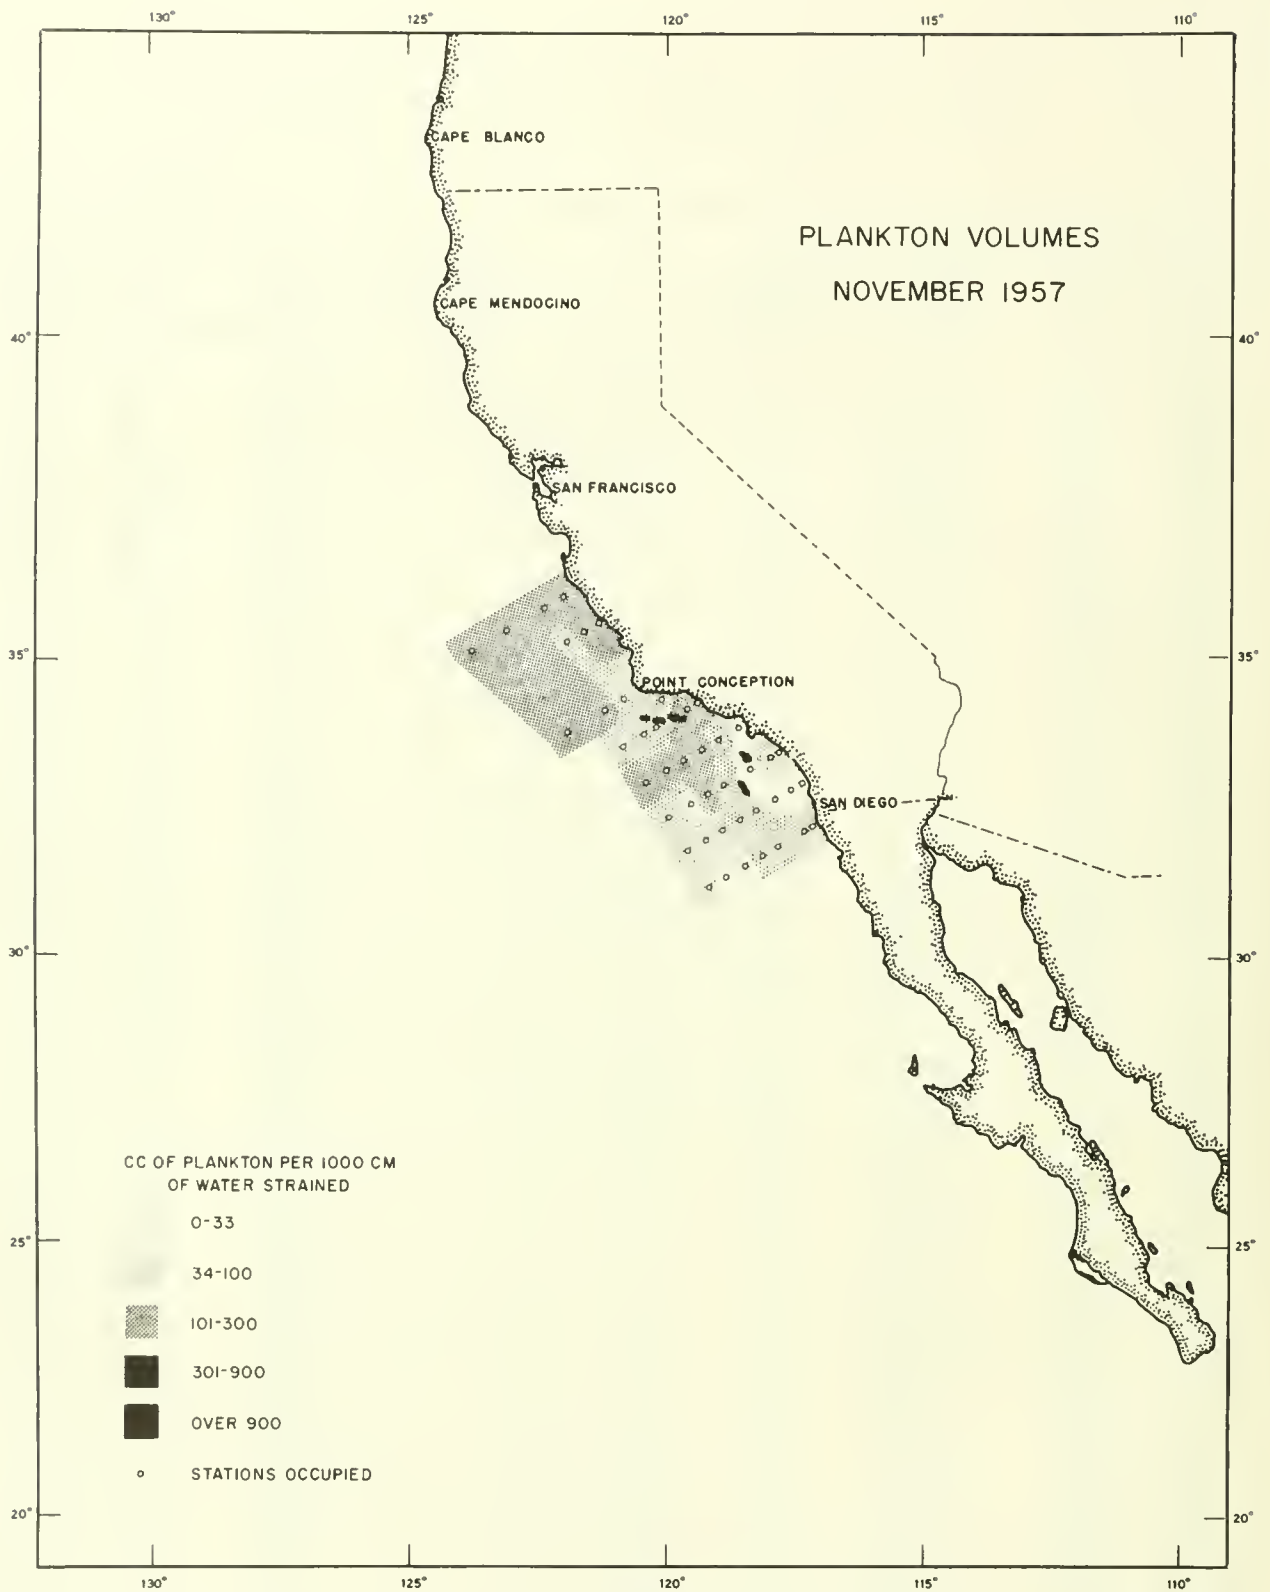 130° 125° 120° 115° 110°
CAPE BLANCO
PLANKTON VOLUMES
NOVEMBER 1957
CAPE MENDOCINO
40° 40°
SAN FRANCISCO
35° 35°
POINT CONCEPTION
SAN DIEGO
30° 30°
CC OF PLANKTON PER 1000 CM
OF WATER STRAINED
0-33
25° 25°
34-100
101-300
301-900
OVER 900
STATIONS OCCUPIED
20° 20°
130° 125° 120° 115° 110°